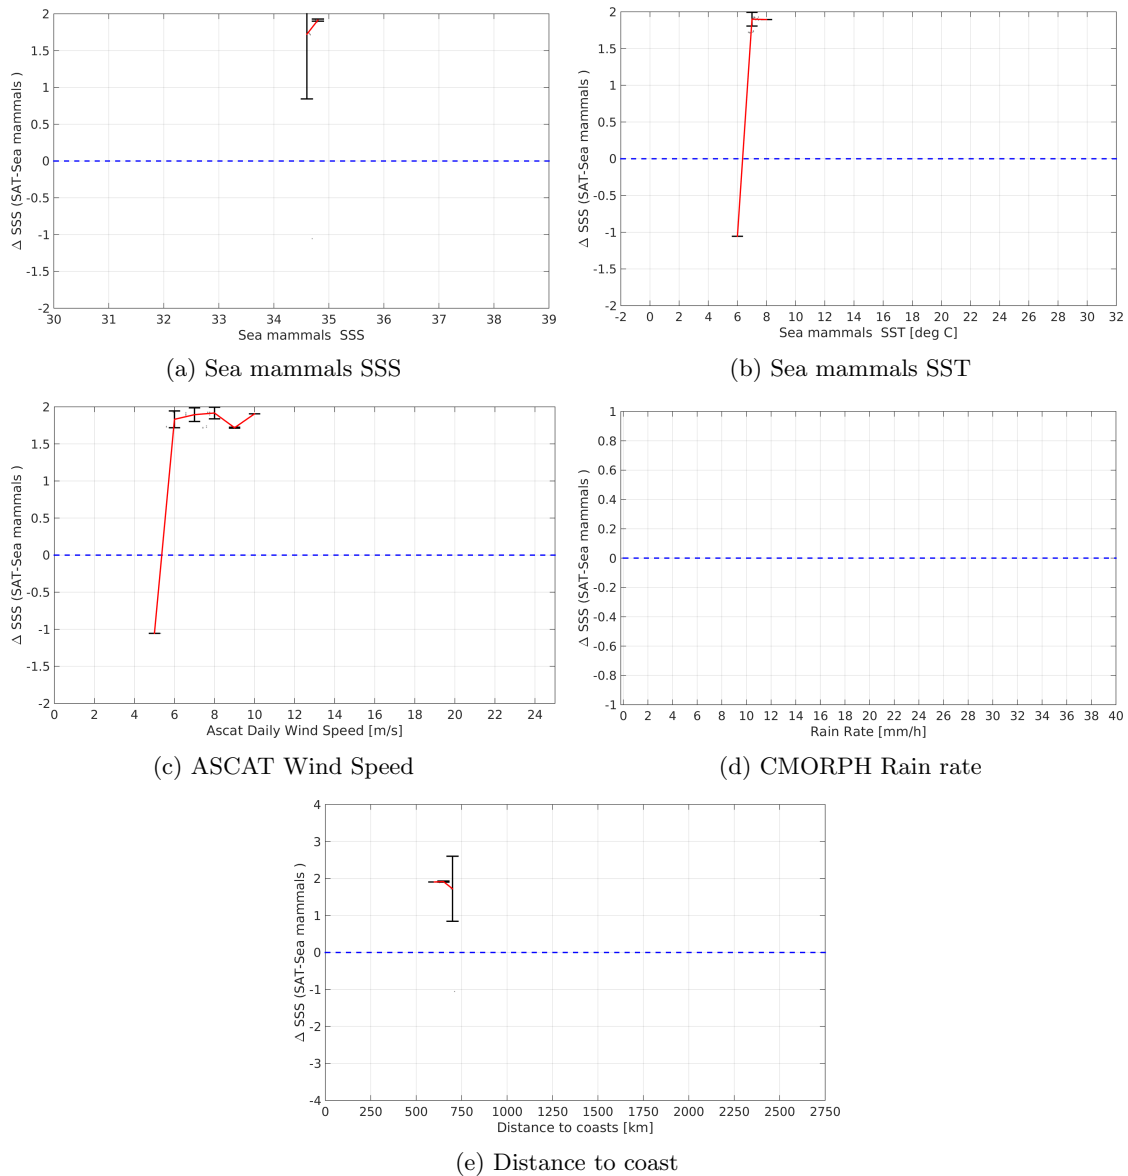 2
1.5
1
0.5
0
-0.5
-1
-1.5
-2
30 31 32 33 34 35 36 37 38 39
Δ SSS (SAT-Sea mammals )
Sea mammals  SSS
(a) Sea mammals SSS
2
1.5
1
0.5
0
-0.5
-1
-1.5
-2
-2 0 2 4 6 8 10 12 14 16 18 20 22 24 26 28 30 32
Δ SSS (SAT-Sea mammals )
Sea mammals  SST [deg C]
(b) Sea mammals SST
2
1.5
1
0.5
0
-0.5
-1
-1.5
-2
0 2 4 6 8 10 12 14 16 18 20 22 24
Δ SSS (SAT-Sea mammals )
Ascat Daily Wind Speed [m/s]
(c) ASCAT Wind Speed
1
0.8
0.6
0.4
0.2
0
-0.2
-0.4
-0.6
-0.8
-1
0 2 4 6 8 10 12 14 16 18 20 22 24 26 28 30 32 34 36 38 40
Δ SSS (SAT-Sea mammals )
Rain Rate [mm/h]
(d) CMORPH Rain rate
4
3
2
1
0
-1
-2
-3
-4
0 250 500 750 1000 1250 1500 1750 2000 2250 2500 2750
Δ SSS (SAT-Sea mammals )
Distance to coasts [km]
(e) Distance to coast